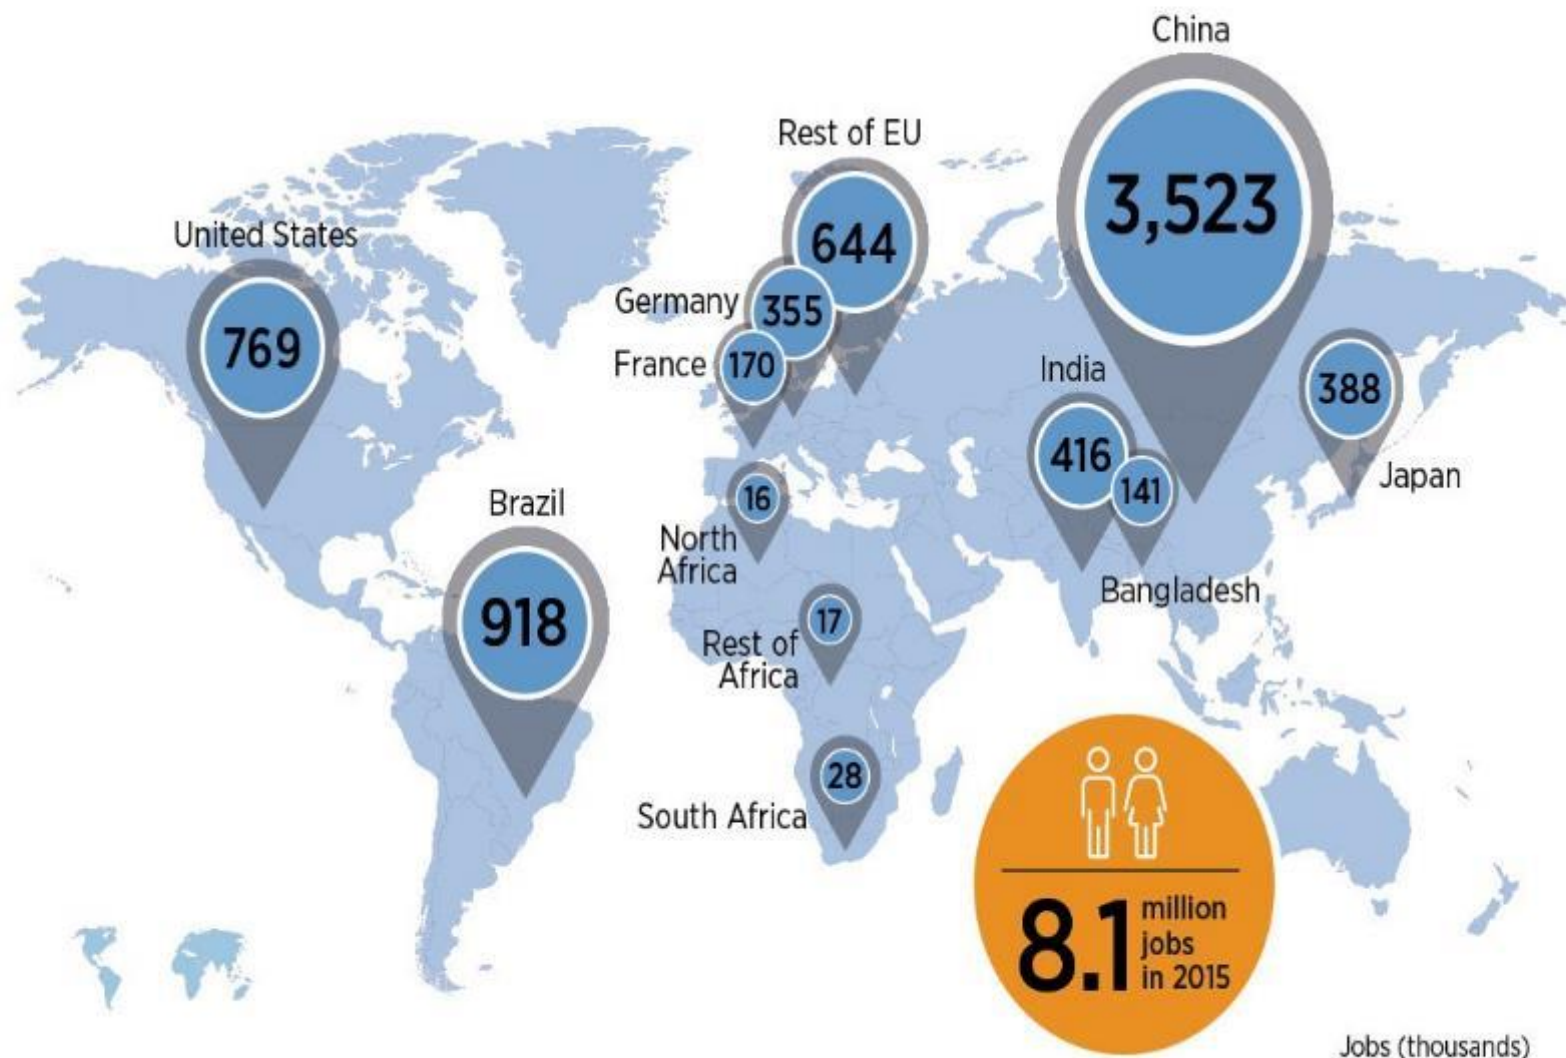 China
3,523
Rest of EU
644
United States
769
Germany
355
France
170
India
416
141
Bangladesh
388
Japan
Brazil
918
16
North
Africa
17
Rest of
Africa
28
South Africa
8.1 million
jobs
in 2015
Jobs (thousands)